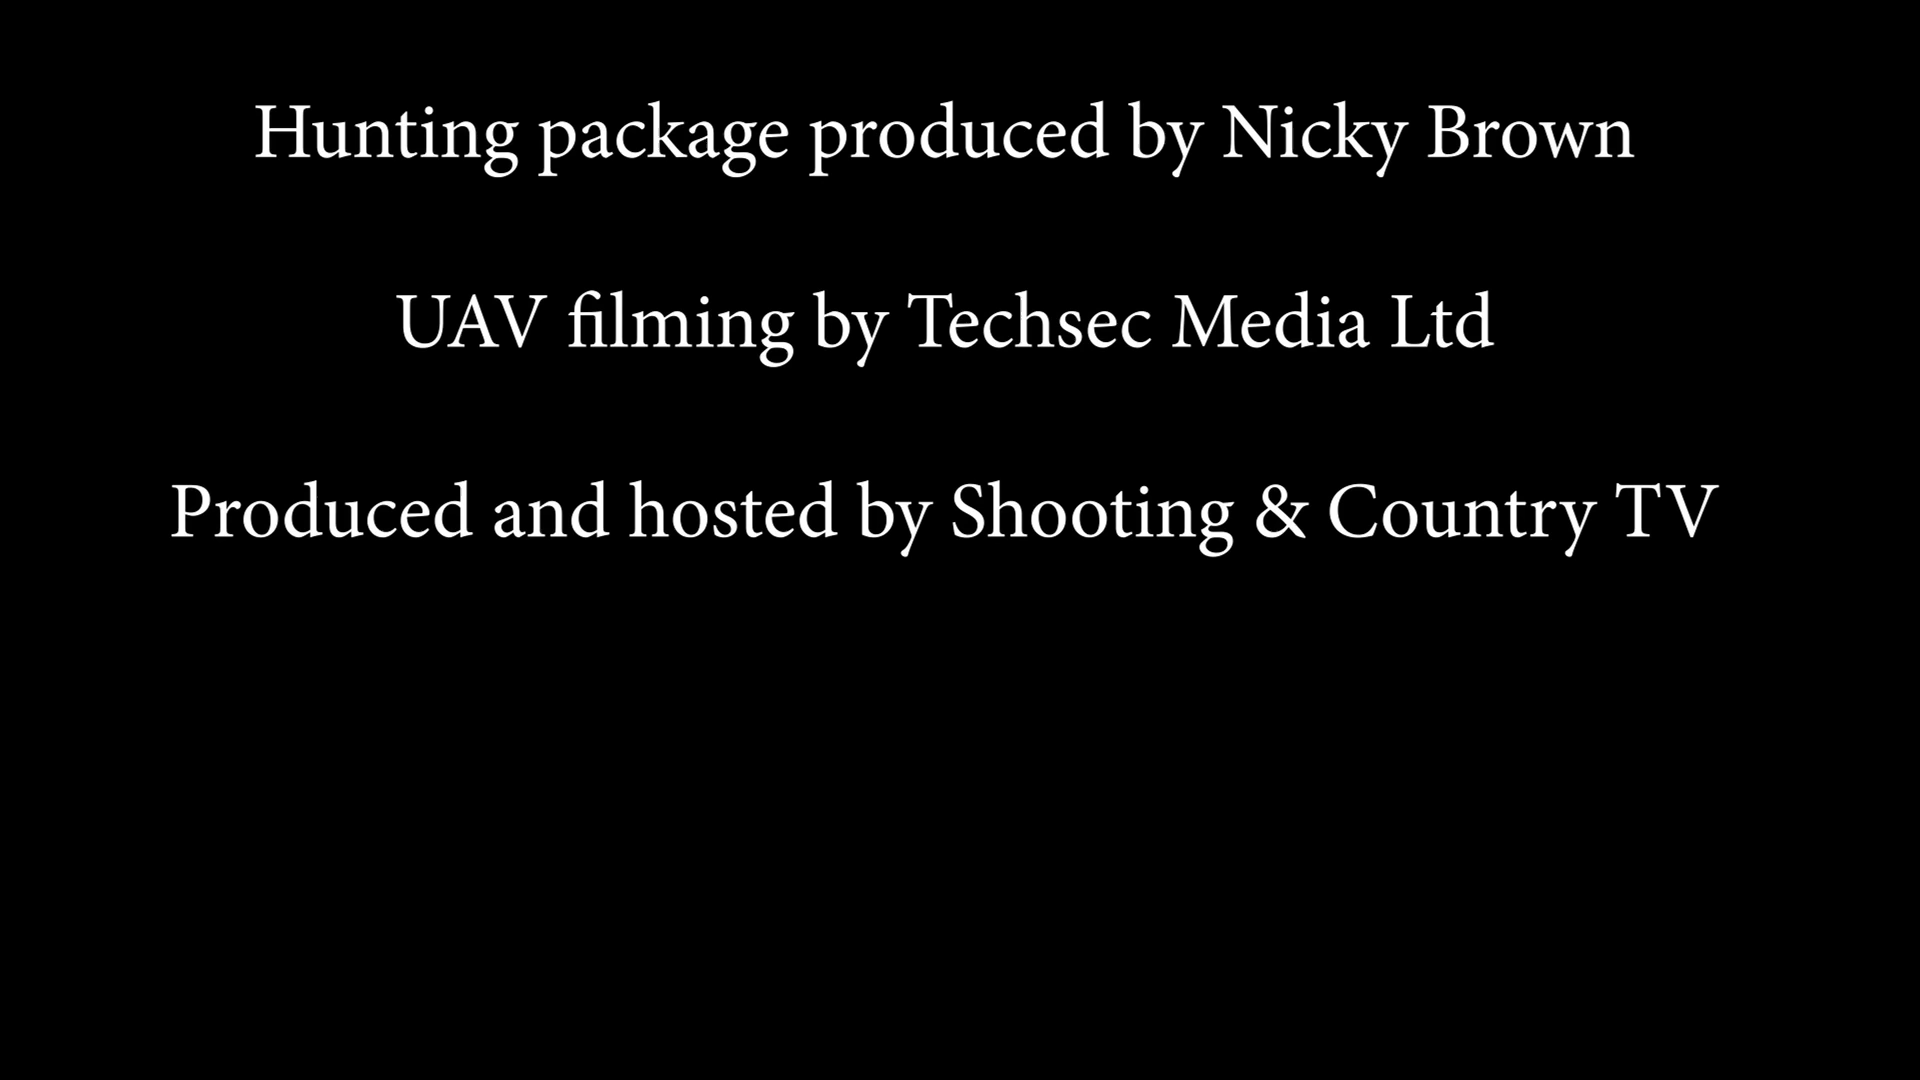 Hunting package produced by Nicky Brown
UAV filming by Techsec Media Ltd
Produced and hosted by Shooting & Country TV